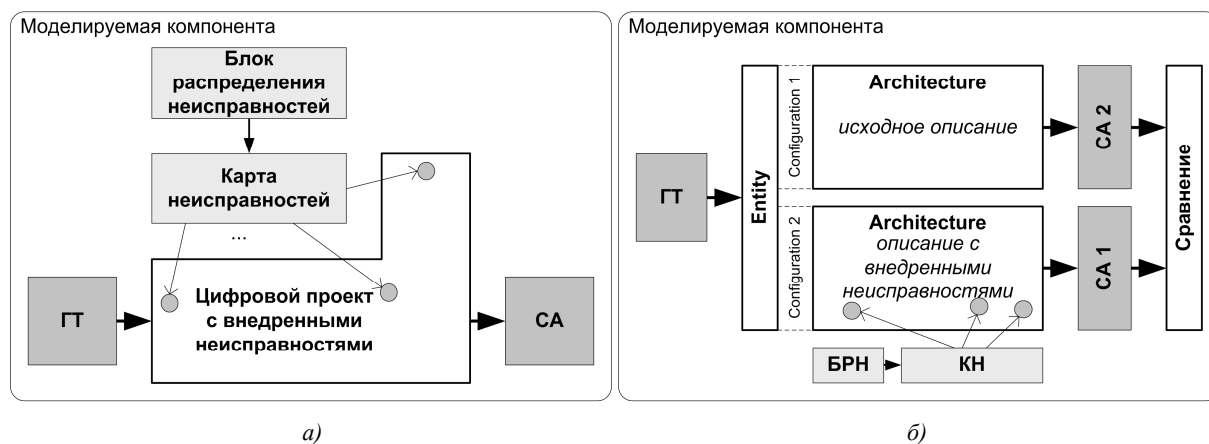 Моделируемая компонента
Блок
распределения
неисправностей
Карта
неисправностей
...
ГТ
Цифровой проект
с внедренными
неисправностями
СА
а)
Моделируемая компонента
ГТ
Entity
Configuration 1
Architecture
исходное описание
СА 2
Configuration 2
Architecture
описание с
внедренными
неисправностями
СА 1
Сравнение
БРН
КН
б)